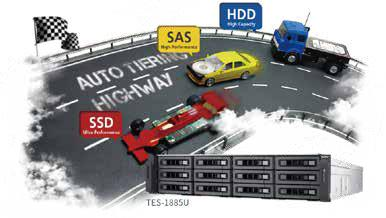 HDD
High Capacity
SAS
High Performance
AUTO TIERING
HIGHWAY
SSD
Ultra Performance
TES-1885U